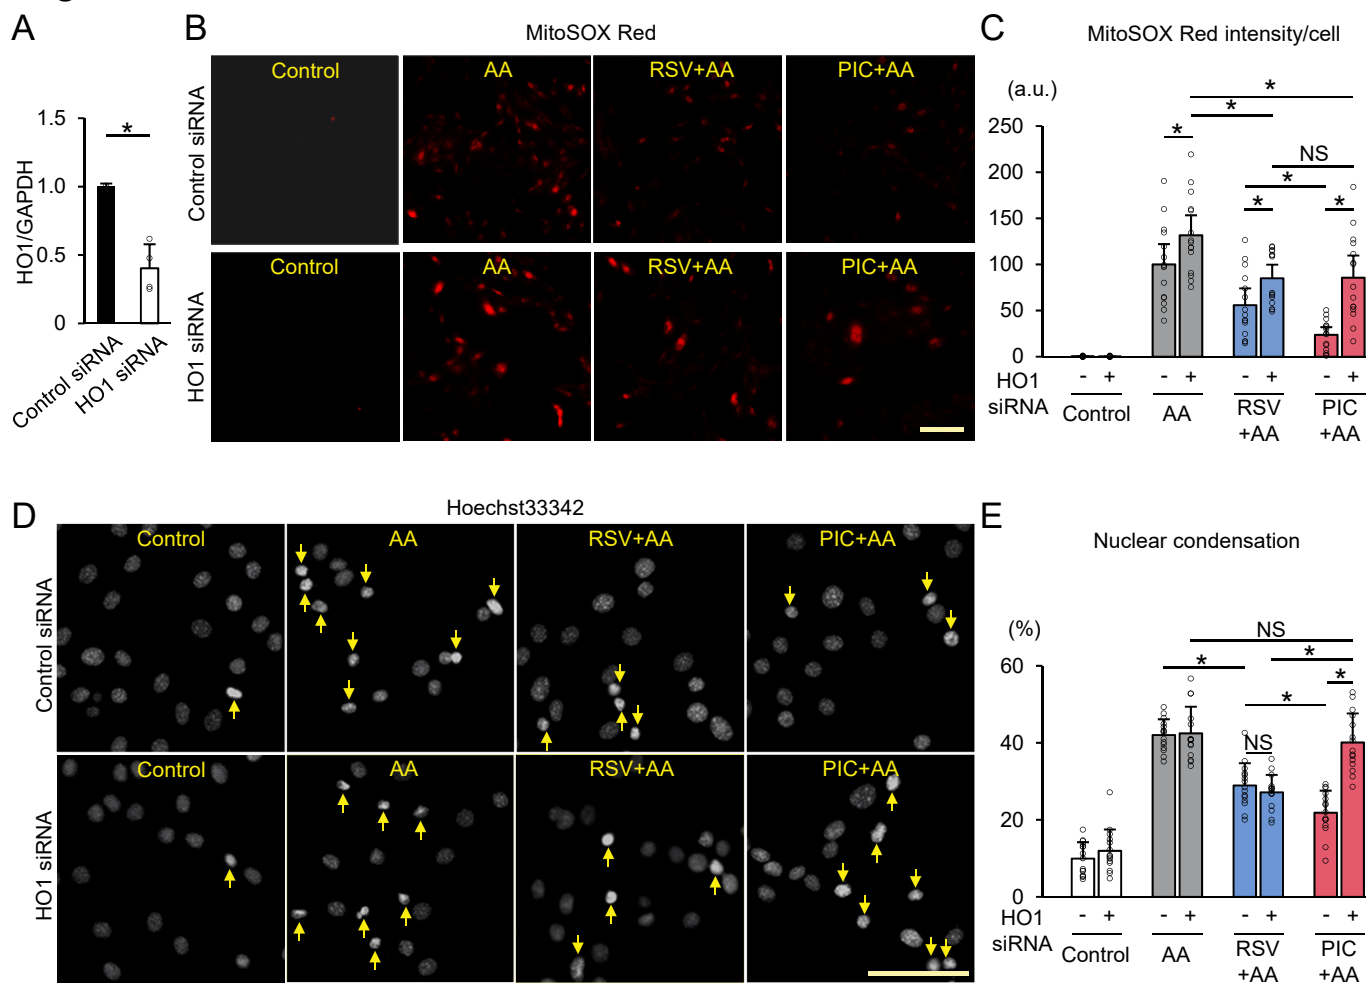 A
HO1/GAPDH
1.5
1.0
0.5
0
*
Control siRNA
HO1 siRNA
B
MitoSOX Red
Control siRNA
Control
AA
RSV+AA
PIC+AA
HO1 siRNA
Control
AA
RSV+AA
PIC+AA
C
MitoSOX Red intensity/cell
(a.u.)
250
200
150
100
50
0
*
*
*
NS
*
*
*
HO1 siRNA
- + - + - + - +
Control
AA
RSV +AA
PIC +AA
D
Hoechst33342
Control siRNA
Control
AA
RSV+AA
PIC+AA
HO1 siRNA
Control
AA
RSV+AA
PIC+AA
E
Nuclear condensation
(%)
60
40
20
0
NS
*
*
*
*
NS
HO1 siRNA
- + - + - + - +
Control
AA
RSV +AA
PIC +AA